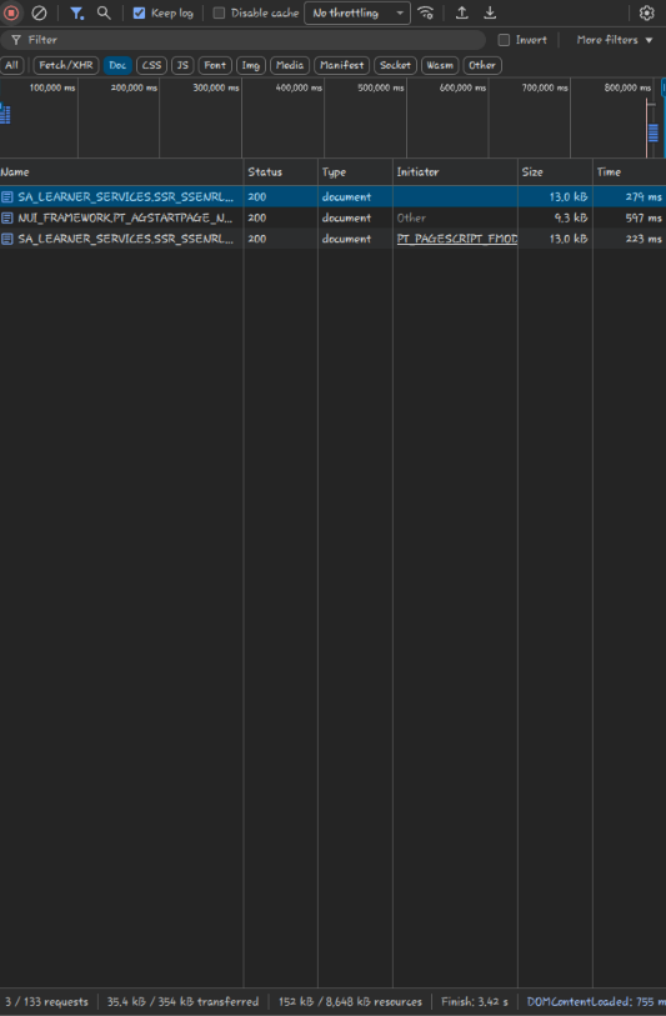 Keep log Disable cache No throttling
Filter Invert More filters
All Fetch/XHR Doc CSS JS Font Img Media Manifest Socket Wasm Other
100,000 ms 200,000 ms 300,000 ms 400,000 ms 500,000 ms 600,000 ms 700,000 ms 800,000 ms
Name Status Type Initiator Size Time
SA_LEARNER_SERVICES.SSR_SSENRL... 200 document 13.0 kB 279 ms
NUI_FRAMEWORK.PT_AGSTARTPAGE_N... 200 document Other 9.3 kB 597 ms
SA_LEARNER_SERVICES.SSR_SSENRL... 200 document PT_PAGESCRIPT_FMOD 13.0 kB 223 ms
3 / 133 requests 35.4 kB / 354 kB transferred 152 kB / 8,648 kB resources Finish: 3.42 s DOMContentLoaded: 755 m